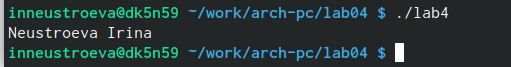 inneustroeva@dk5n59 ~/work/arch-pc/lab04 $ ./lab4
Neustroeva Irina
inneustroeva@dk5n59 ~/work/arch-pc/lab04 $